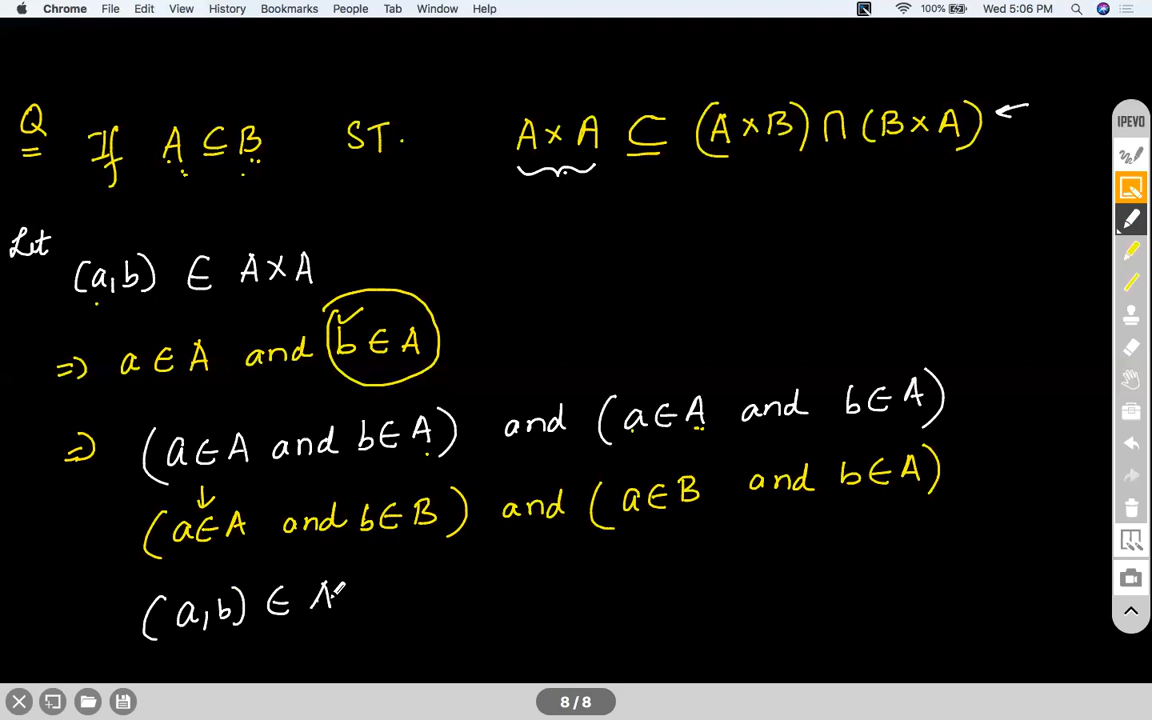 Chrome File Edit View History Bookmarks People Tab Window Help 100% Wed 5:06 PM
Q If A ⊆ B ST. A × A ⊆ (A × B) ∩ (B × A) ←
IPEVO
Let
(a,b) ∈ A × A
=> a ∈ A and b ∈ A
=> (a ∈ A and b ∈ A) and (a ∈ A and b ∈ A)
(a ∈ A and b ∈ B) and (a ∈ B and b ∈ A)
(a,b) ∈ A
8/8